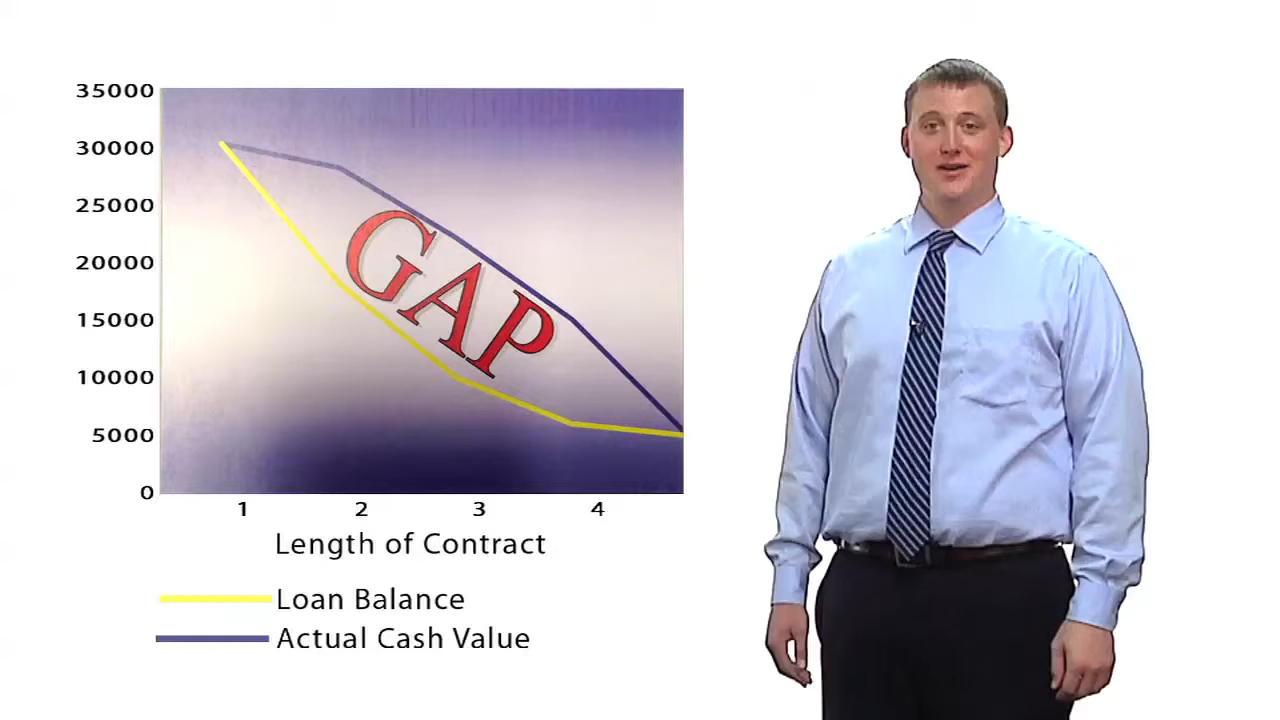 35000
30000
25000
20000
15000
10000
5000
0
GAP
1 2 3 4
Length of Contract
Loan Balance
Actual Cash Value